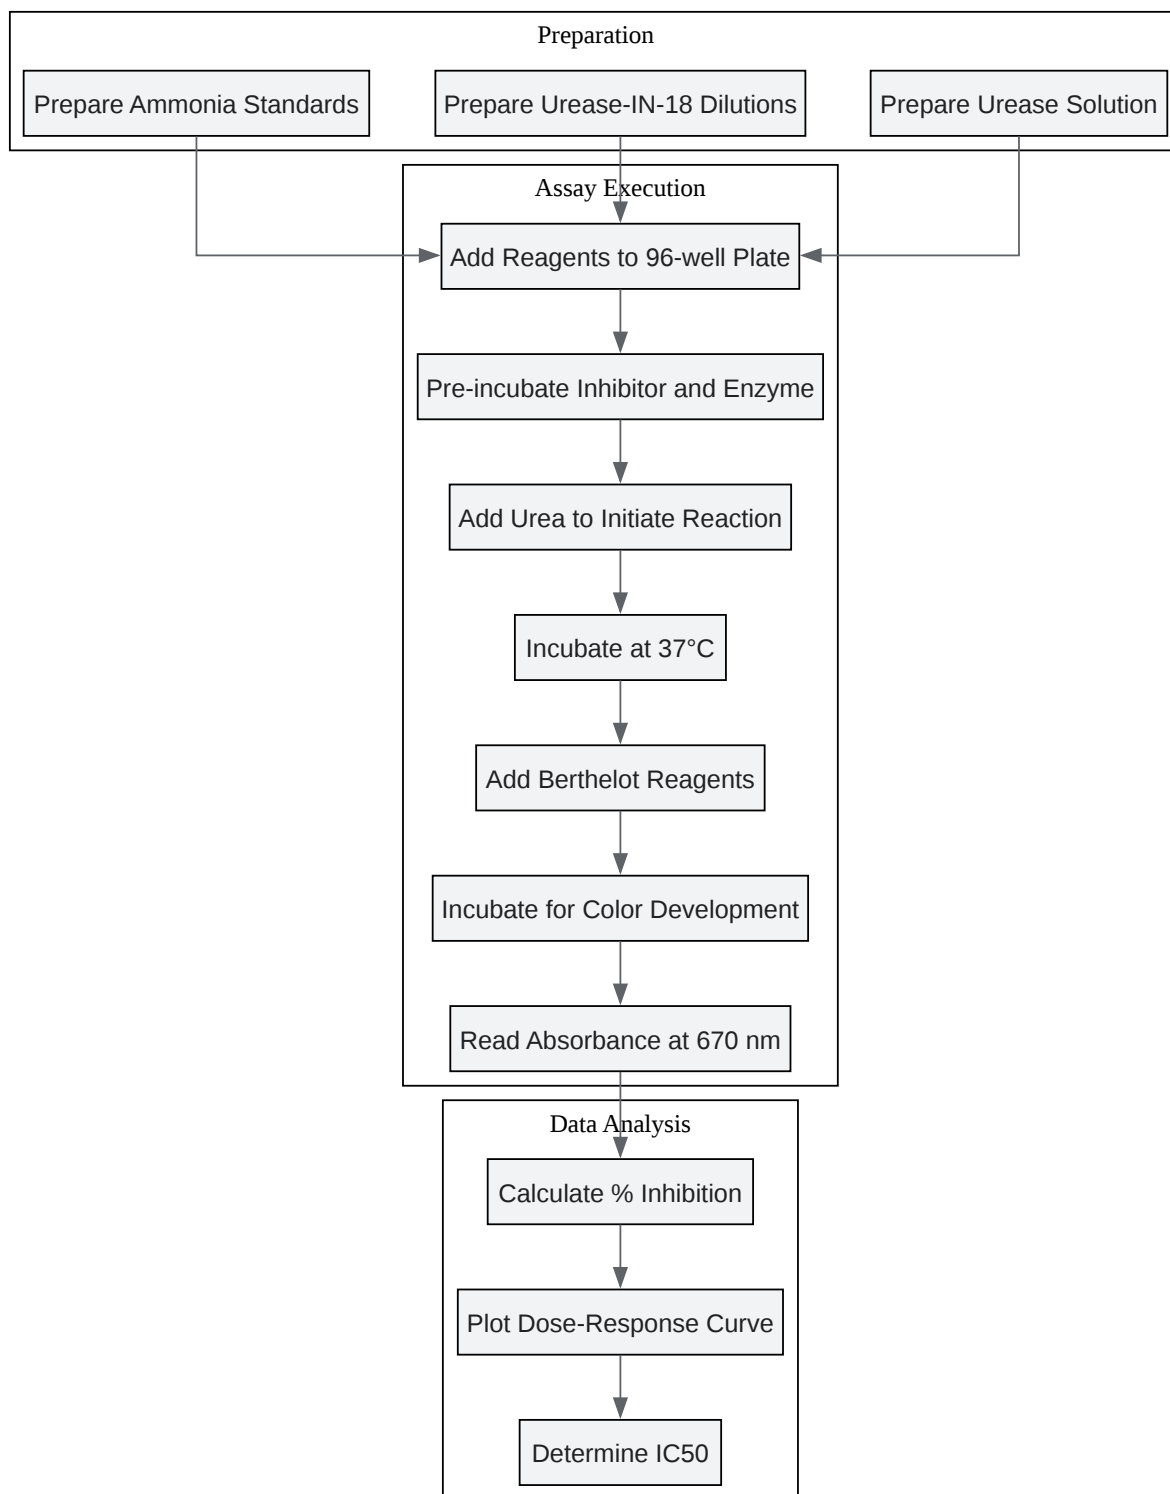 Preparation
Prepare Ammonia Standards
Prepare Urease-IN-18 Dilutions
Prepare Urease Solution
Assay Execution
Add Reagents to 96-well Plate
Pre-incubate Inhibitor and Enzyme
Add Urea to Initiate Reaction
Incubate at 37°C
Add Berthelot Reagents
Incubate for Color Development
Read Absorbance at 670 nm
Data Analysis
Calculate % Inhibition
Plot Dose-Response Curve
Determine IC50